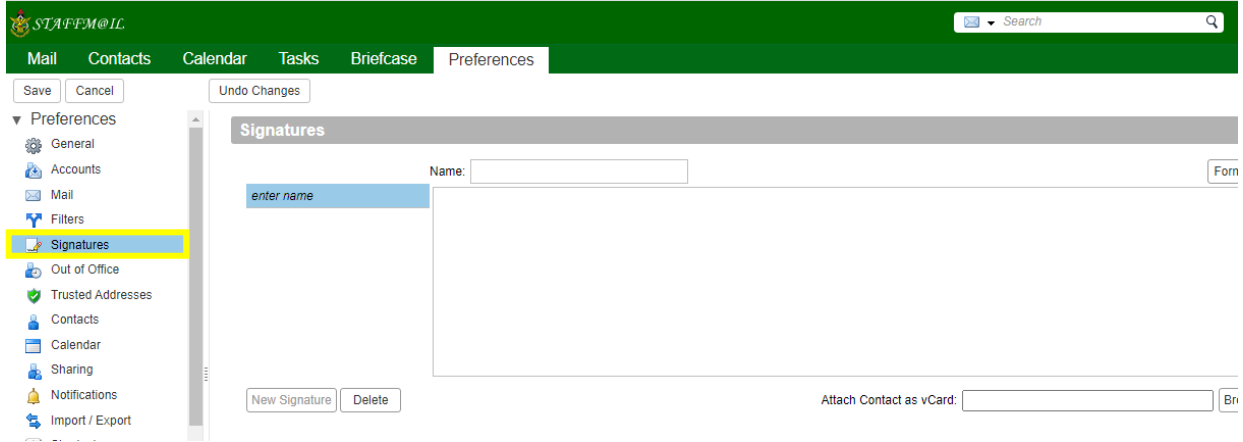 STAFFM@IL
Search
Mail Contacts Calendar Tasks Briefcase Preferences
Save Cancel Undo Changes
Preferences
General
Accounts
Mail
Filters
Signatures
Out of Office
Trusted Addresses
Contacts
Calendar
Sharing
Notifications
Import / Export
Signatures
Name:
enter name
New Signature Delete Attach Contact as vCard: